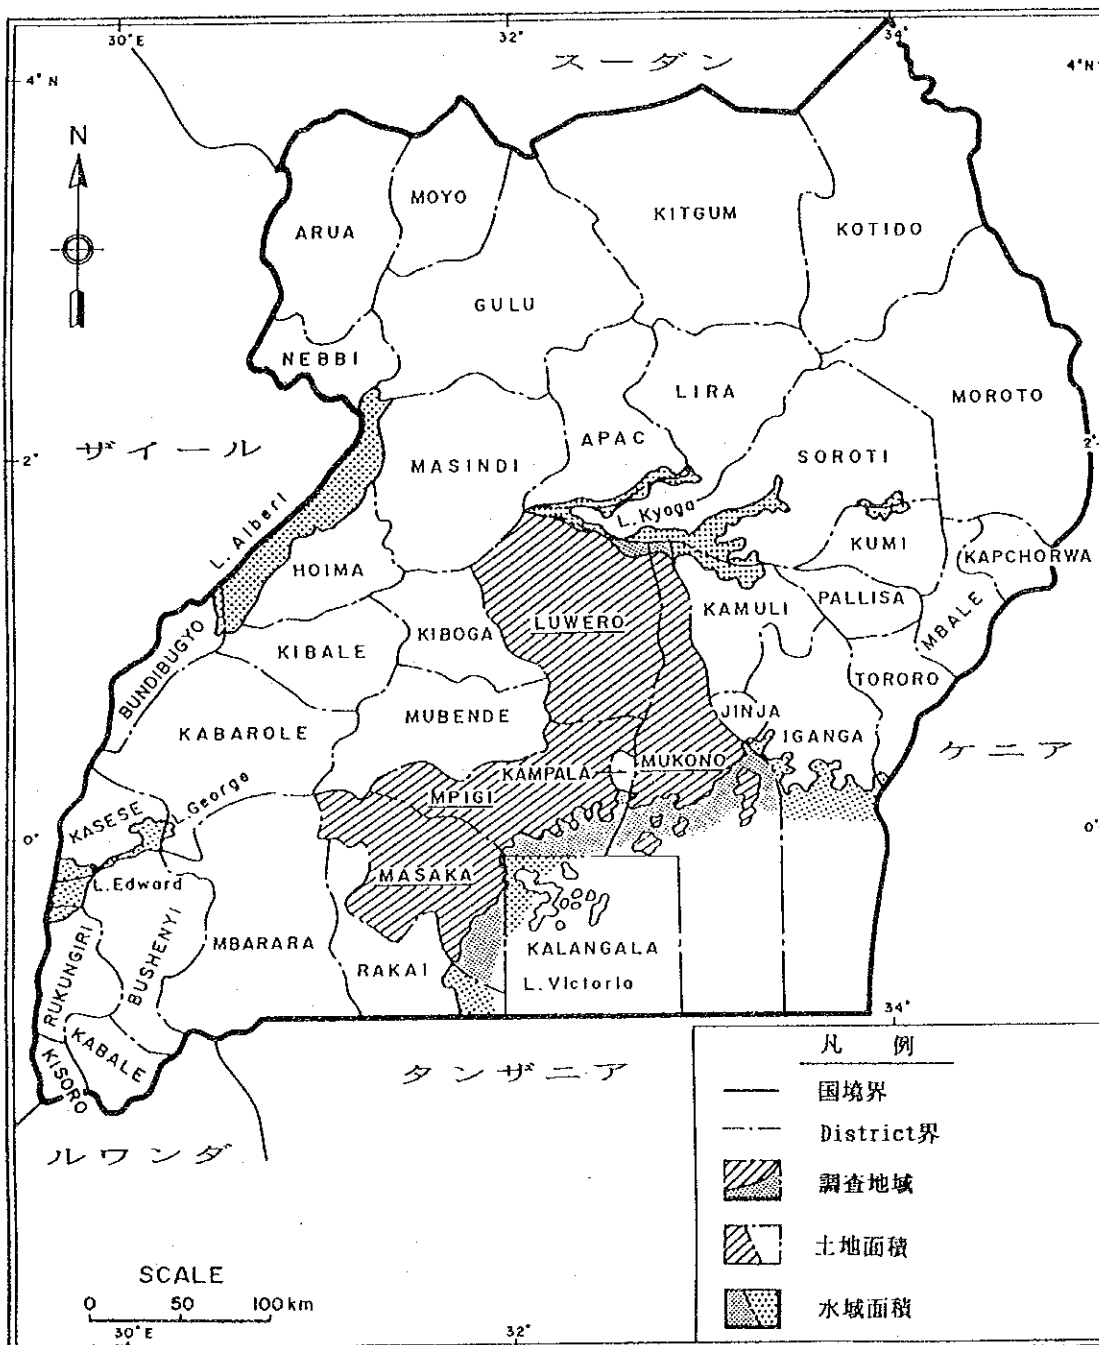 30°E
32°
34°
スーダン
4°N
4°N
N
MOYO
ARUA
KITGUM
KOTIDO
GULU
NEBBI
LIRA
MOROTO
APAC
ザイール
2°
MASINDI
SOROTI
2°
L. Albert
L. Kyoga
KUMI
KAPCHORWA
HOIMA
KAMULI
PALLISA
MBALE
LUWERO
KIBOGA
KIBALE
BUNDIBUGYO
TORORO
MUBENDE
JINJA
KABAROLE
IGANGA
ケニア
MUKONO
KAMPALA
MPIGI
L. George
KASESE
0°
0°
MASAKA
L. Edward
MBARARA
BUSHENYI
RUKUNGIRI
RAKAI
KALANGALA
L. Victoria
34°
KABALE
KISORO
タンザニア
ルワンダ
凡 例
国境界
District界
調査地域
土地面積
水域面積
SCALE
0 50 100km
30°E
32°